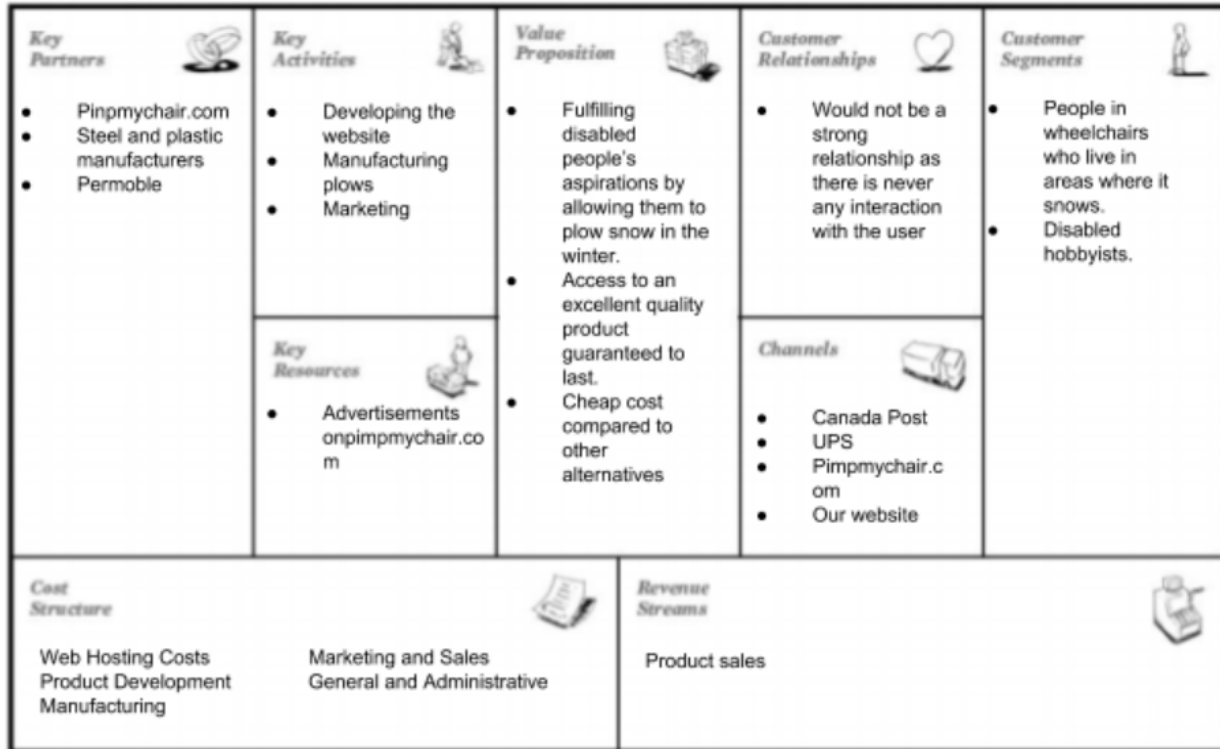 Key
Partners
• Pinpmychair.com
• Steel and plastic
manufacturers
• Permoble
Key
Activities
• Developing the
website
• Manufacturing
plows
• Marketing
Key
Resources
• Advertisements
onpimpmychair.co
m
Value
Proposition
• Fulfilling
disabled
people's
aspirations by
allowing them to
plow snow in the
winter.
• Access to an
excellent quality
product
guaranteed to
last.
• Cheap cost
compared to
other
alternatives
Customer
Relationships
• Would not be a
strong
relationship as
there is never
any interaction
with the user
Channels
• Canada Post
• UPS
• Pimpmychair.c
om
• Our website
Customer
Segments
• People in
wheelchairs
who live in
areas where it
snows.
• Disabled
hobbyists.
Cost
Structure
Web Hosting Costs
Product Development
Manufacturing
Marketing and Sales
General and Administrative
Revenue
Streams
Product sales